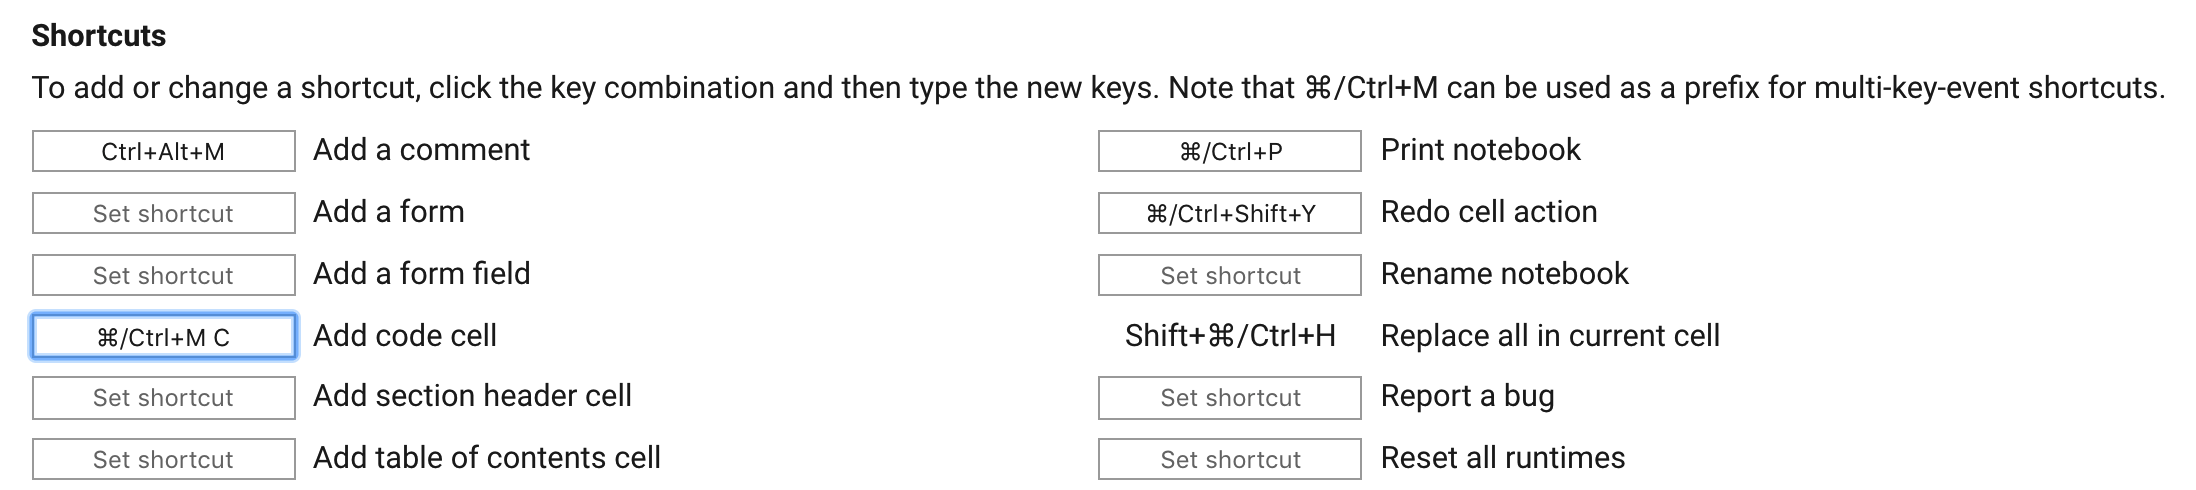 Shortcuts
To add or change a shortcut, click the key combination and then type the new keys. Note that ⌘/Ctrl+M can be used as a prefix for multi-key-event shortcuts.
Ctrl+Alt+M Add a comment
Set shortcut Add a form
Set shortcut Add a form field
⌘/Ctrl+M C Add code cell
Set shortcut Add section header cell
Set shortcut Add table of contents cell
⌘/Ctrl+P Print notebook
⌘/Ctrl+Shift+Y Redo cell action
Set shortcut Rename notebook
Shift+⌘/Ctrl+H Replace all in current cell
Set shortcut Report a bug
Set shortcut Reset all runtimes